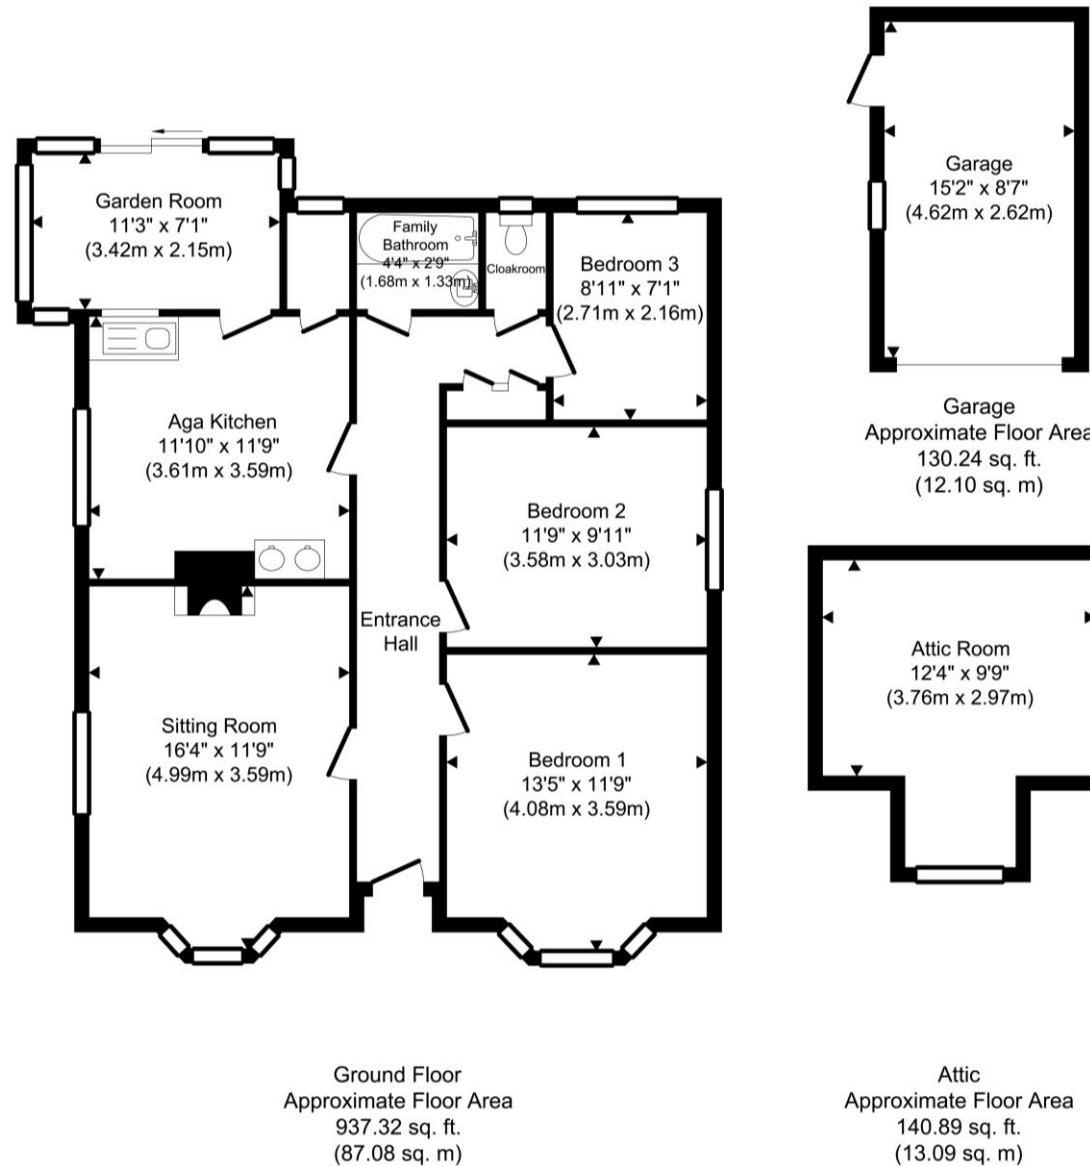 Garden Room
11'3" x 7'1"
(3.42m x 2.15m)
Family
Bathroom
4'4" x 2'9"
(1.68m x 1.33m)
Cloakroom
Bedroom 3
8'11" x 7'1"
(2.71m x 2.16m)
Garage
15'2" x 8'7"
(4.62m x 2.62m)
Aga Kitchen
11'10" x 11'9"
(3.61m x 3.59m)
Garage
Approximate Floor Area
130.24 sq. ft.
(12.10 sq. m)
Bedroom 2
11'9" x 9'11"
(3.58m x 3.03m)
Entrance
Hall
Attic Room
12'4" x 9'9"
(3.76m x 2.97m)
Sitting Room
16'4" x 11'9"
(4.99m x 3.59m)
Bedroom 1
13'5" x 11'9"
(4.08m x 3.59m)
Ground Floor
Approximate Floor Area
937.32 sq. ft.
(87.08 sq. m)
Attic
Approximate Floor Area
140.89 sq. ft.
(13.09 sq. m)